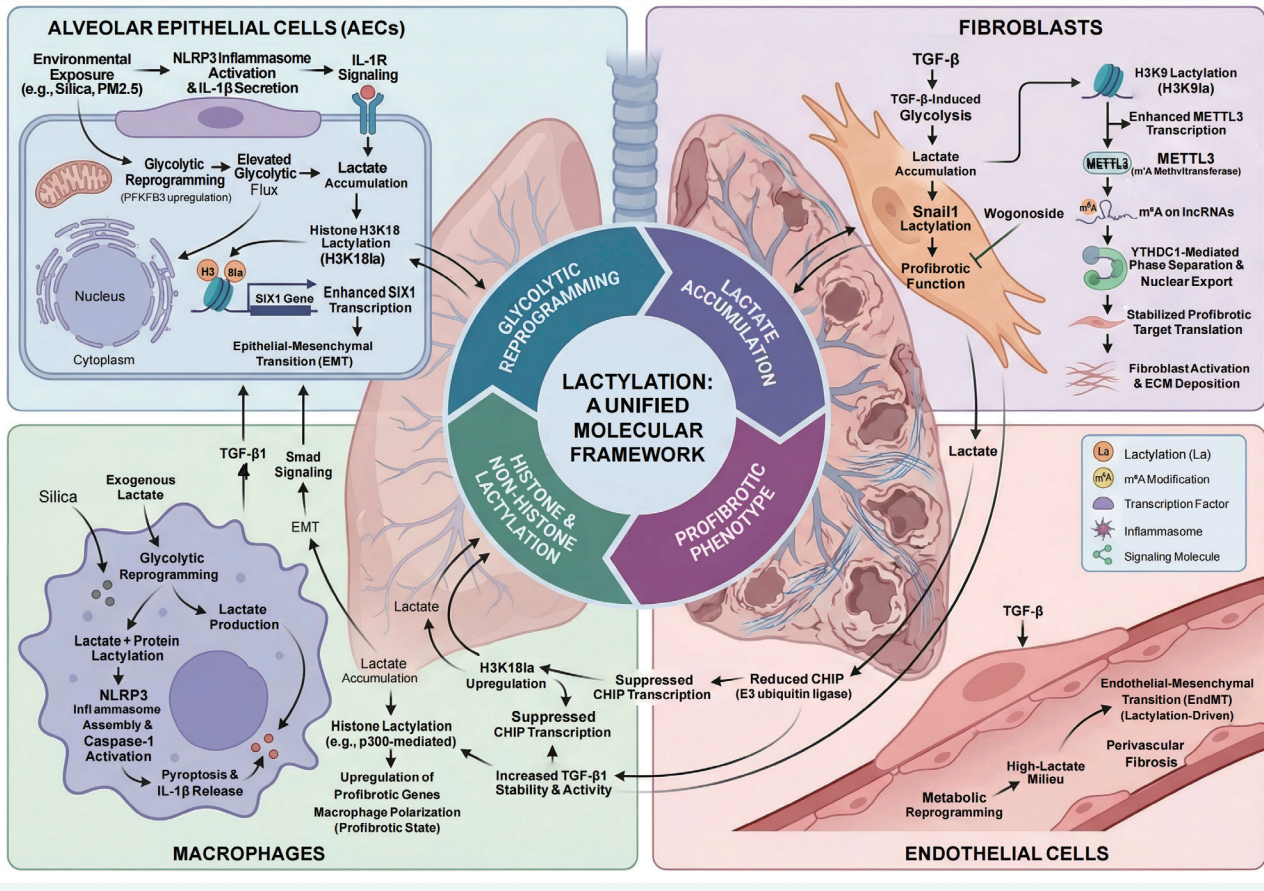 ALVEOLAR EPITHELIAL CELLS (AECs)
Environmental
Exposure
(e.g., Silica, PM2.5)
NLRP3 Inflammasome
Activation
& IL-1β Secretion
IL-1R
Signaling
Glycolytic
Reprogramming
(PFKFB3 upregulation)
Elevated
Glycolytic
Flux
Lactate
Accumulation
Histone H3K18
Lactylation
(H3K18la)
H3
8la
SIX1 Gene
Enhanced SIX1
Transcription
Epithelial-Mesenchymal
Transition (EMT)
Nucleus
Cytoplasm
FIBROBLASTS
TGF-β
TGF-β-Induced
Glycolysis
Lactate
Accumulation
Snail1
Lactylation
Profibrotic
Function
Wogonoside
H3K9 Lactylation
(H3K9la)
Enhanced METTL3
Transcription
METTL3
METTL3
(m'A Methvltransferase)
m⁶A
m⁶A on lncRNAs
YTHDC1-Mediated
Phase Separation &
Nuclear Export
Stabilized Profibrotic
Target Translation
Fibroblast Activation
& ECM Deposition
GLYCOLYTIC
REPROGRAMMING
LACTATE
ACCUMULATION
PROFIBROTIC
PHENOTYPE
HISTONE &
NON-HISTONE
LACTYLATION
LACTYLATION:
A UNIFIED
MOLECULAR
FRAMEWORK
TGF-β1
Smad
Signaling
EMT
Silica
Exogenous
Lactate
Glycolytic
Reprogramming
Lactate
Production
Lactate + Protein
Lactylation
NLRP3
Inflammasome
Assembly &
Caspase-1
Activation
Pyroptosis &
IL-1β Release
Lactate
Lactate
Accumulation
Histone Lactylation
(e.g., p300-mediated)
Upregulation of
Profibrotic Genes
Macrophage Polarization
(Profibrotic State)
H3K18la
Upregulation
Suppressed
CHIP Transcription
Increased TGF-β1
Stability & Activity
Suppressed
CHIP Transcription
Reduced CHIP
(E3 ubiquitin ligase)
MACROPHAGES
Lactate
La
Lactylation (La)
m⁶A
m⁶A Modification
Transcription Factor
Inflammasome
Signaling Molecule
TGF-β
Endothelial-Mesenchymal
Transition (EndMT)
(Lactylation-Driven)
Perivascular
Fibrosis
High-Lactate
Milieu
Metabolic
Reprogramming
ENDOTHELIAL CELLS